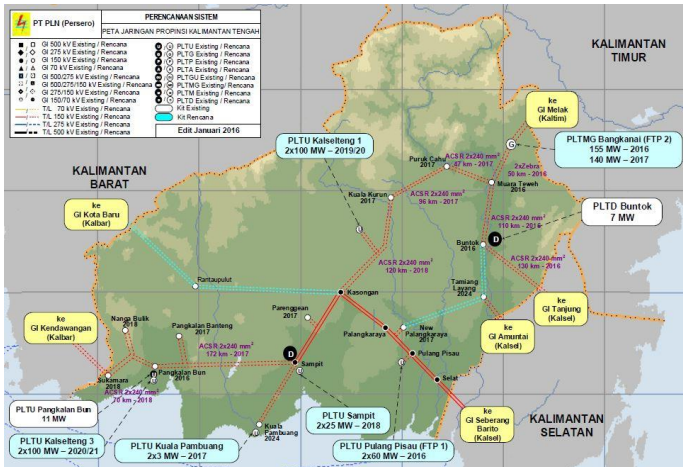 PT PLN (Persero)
PERENCANAAN SISTEM
PETA JARINGAN PROPINSI KALIMANTAN TENGAH
GI 500 kV Existing / Rencana
GI 275 kV Existing / Rencana
GI 150 kV Existing / Rencana
GI 70 kV Existing / Rencana
GI 500/275 kV Existing / Rencana
GI 500/275/150 kV Existing / Rencana
GI 275/150 kV Existing / Rencana
GI 150/70 kV Existing / Rencana
T/L 70 kV Existing / Rencana
T/L 150 kV Existing / Rencana
T/L 275 kV Existing / Rencana
T/L 500 kV Existing / Rencana
PLTU Existing / Rencana
PLTG Existing / Rencana
PLTP Existing / Rencana
PLTA Existing / Rencana
PLTGU Existing / Rencana
PLTMG Existing / Rencana
PLTM Existing / Rencana
PLTD Existing / Rencana
Kit Existing
Kit Rencana
Edit Januari 2016
KALIMANTAN
TIMUR
KALIMANTAN
BARAT
KALIMANTAN
SELATAN
ke
GI Melak
(Kaltim)
PLTMG Bangkanai (FTP 2)
155 MW – 2016
140 MW – 2017
PLTU Kalselteng 1
2x100 MW – 2019/20
G
Puruk Cahu
2017
ACSR 2x240 mm²
47 km - 2017
2xZebra
50 km - 2016
Muara Teweh
2016
Kuala Kurun
2017
ACSR 2x240 mm²
96 km - 2017
ACSR 2x240 mm²
110 km - 2016
PLTD Buntok
7 MW
ke
GI Kota Baru
(Kalbar)
U
D
Buntok
2016
ACSR 2x240 mm²
120 km - 2018
ACSR 2x240 mm²
130 km - 2016
Rantaupulut
Kasongan
Tamiang
Layang
2024
ke
GI Tanjung
(Kalsel)
ke
GI Kendawangan
(Kalbar)
Nanga Bulik
2018
Pangkalan Banteng
2017
Parenggean
2017
Palangkaraya
New
Palangkaraya
2017
ke
GI Amuntai
(Kalsel)
ACSR 2x240 mm²
172 km - 2017
D
Sampit
Pulang Pisau
U
Sukamara
2018
Pangkalan Bun
2016
ACSR 2x240 mm²
70 km - 2018
U
Selat
PLTU Pangkalan Bun
11 MW
PLTU Kalselteng 3
2x100 MW – 2020/21
PLTU Kuala Pambuang
2x3 MW – 2017
Kuala
Pambuang
2024
U
PLTU Sampit
2x25 MW – 2018
PLTU Pulang Pisau (FTP 1)
2x60 MW – 2016
ke
GI Seberang
Barito
(Kalsel)